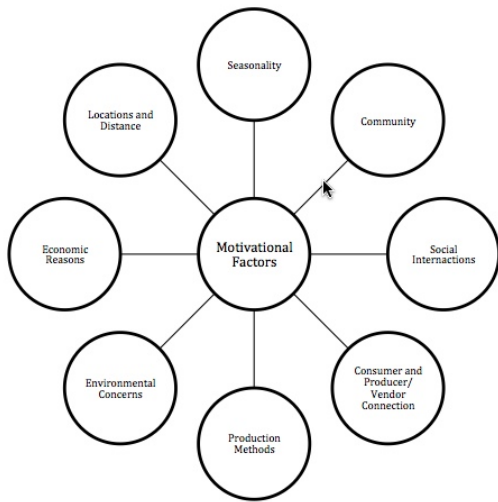 Seasonality
Locations and
Distance
Community
Economic
Reasons
Motivational
Factors
Social
Internactions
Environmental
Concerns
Consumer and
Producer/
Vendor
Connection
Production
Methods